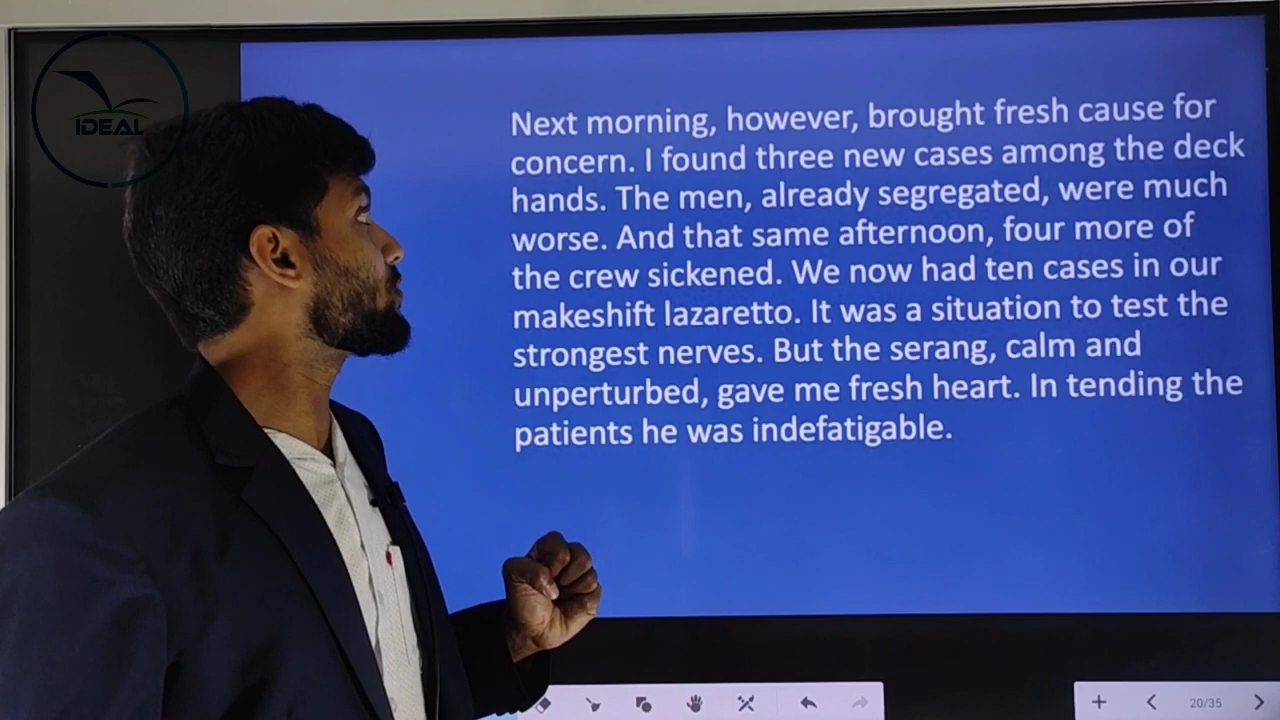 IDEAL
Next morning, however, brought fresh cause for
concern. I found three new cases among the deck
hands. The men, already segregated, were much
worse. And that same afternoon, four more of
the crew sickened. We now had ten cases in our
makeshift lazaretto. It was a situation to test the
strongest nerves. But the serang, calm and
unperturbed, gave me fresh heart. In tending the
patients he was indefatigable.
20/35